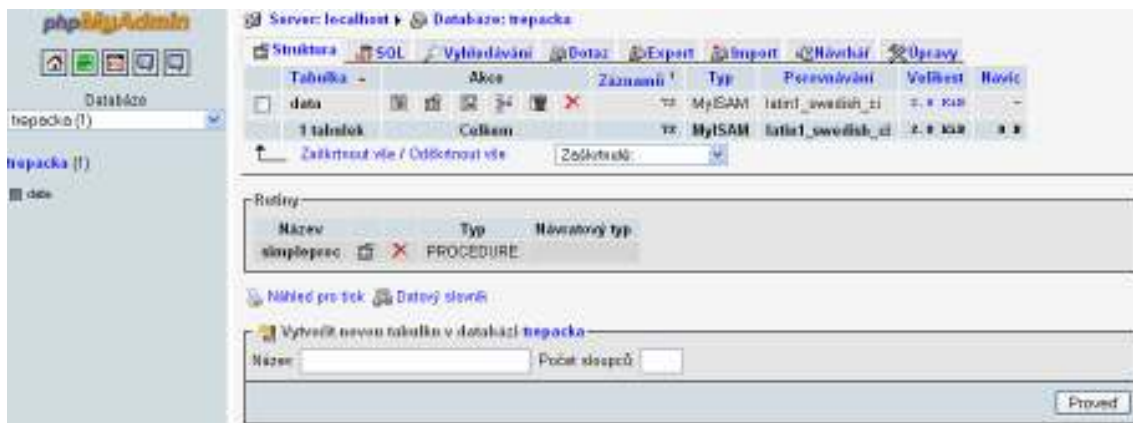 phpMyAdmin
Databáze
trepacka (1)
trepacka (1)
data
Server: localhost Databáze: trepacka
Struktura SQL Vyhledávání Dotaz Export Import Návrhář Úpravy
Tabulka Akce Záznamů Typ Porovnávání Velikost Navíc
data MyISAM latin1_swedish_ci -
1 tabulek Celkem MyISAM latin1_swedish_ci
Zaškrtnout vše / Odškrtnout vše Zaškrtnuté:
Rutiny
Název Typ Návratový typ
simpleproc PROCEDURE
Náhled pro tisk Datový slovník
Vytvořit novou tabulku v databázi trepacka
Název: Počet sloupců:
Proveď